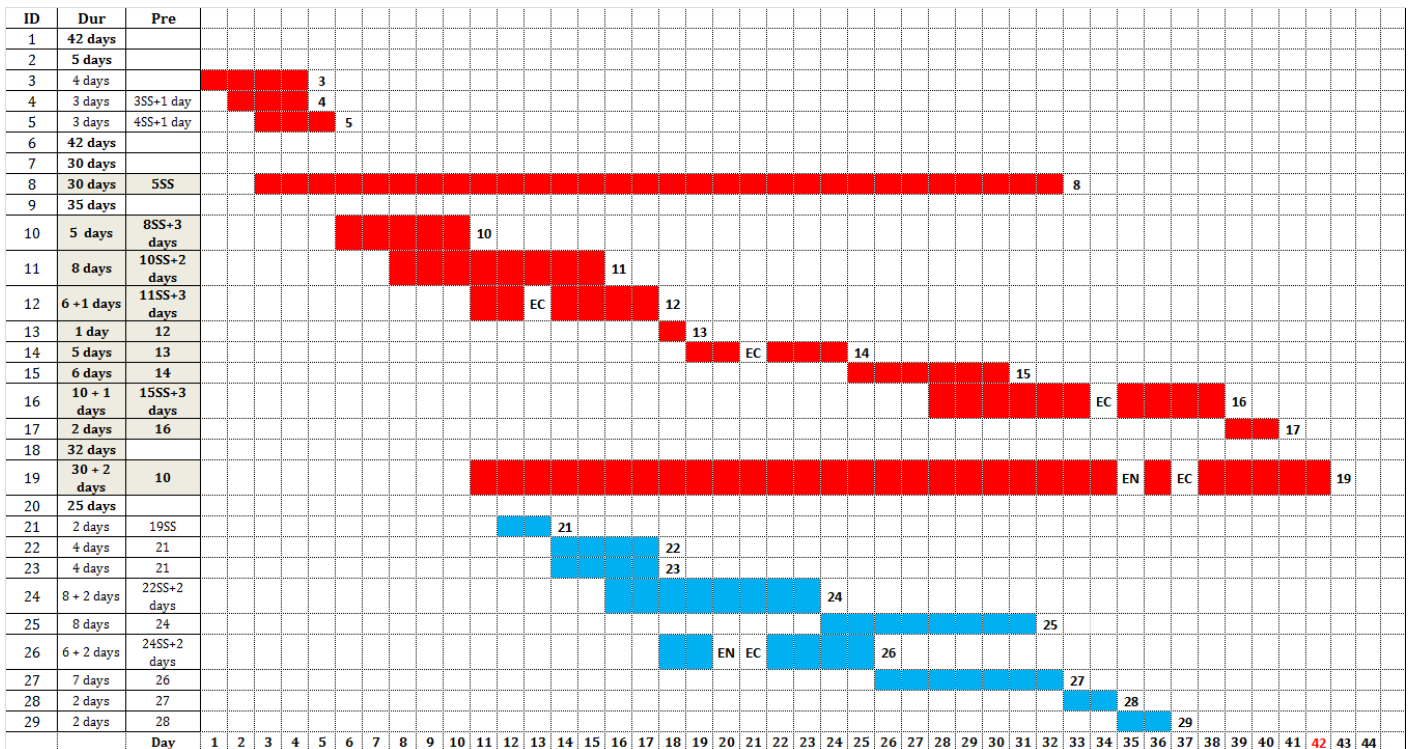 ID Dur Pre
1 42 days
2 5 days
3 4 days 3
4 3 days 3SS+1 day 4
5 3 days 4SS+1 day 5
6 42 days
7 30 days
8 30 days 5SS 8
9 35 days
10 5 days 8SS+3 days 10
11 8 days 10SS+2 days 11
12 6 +1 days 11SS+3 days EC 12
13 1 day 12 13
14 5 days 13 EC 14
15 6 days 14 15
16 10 + 1 days 15SS+3 days EC 16
17 2 days 16 17
18 32 days
19 30 + 2 days 10 EN EC 19
20 25 days
21 2 days 19SS 21
22 4 days 21 22
23 4 days 21 23
24 8 + 2 days 22SS+2 days 24
25 8 days 24 25
26 6 + 2 days 24SS+2 days EN EC 26
27 7 days 26 27
28 2 days 27 28
29 2 days 28 29
Day 1 2 3 4 5 6 7 8 9 10 11 12 13 14 15 16 17 18 19 20 21 22 23 24 25 26 27 28 29 30 31 32 33 34 35 36 37 38 39 40 41 42 43 44